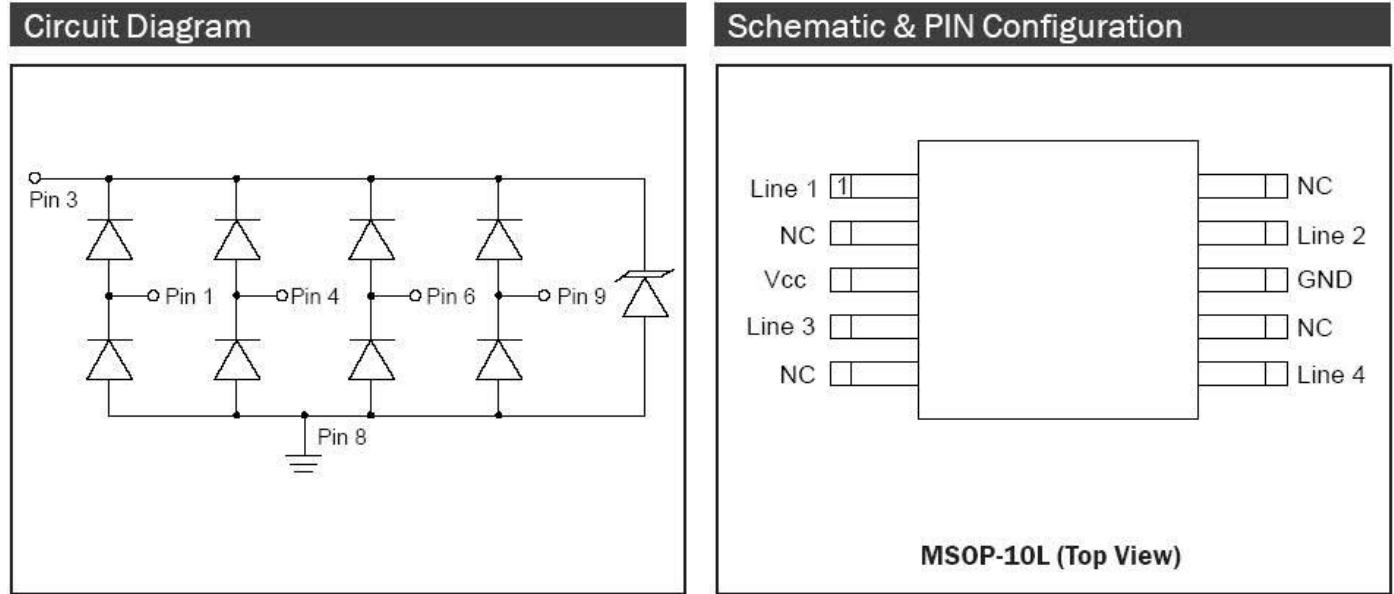 Circuit Diagram
Pin 3
Pin 1
Pin 4
Pin 6
Pin 9
Pin 8
Schematic & PIN Configuration
Line 1 1
NC
Vcc
Line 3
NC
NC
Line 2
GND
NC
Line 4
MSOP-10L (Top View)